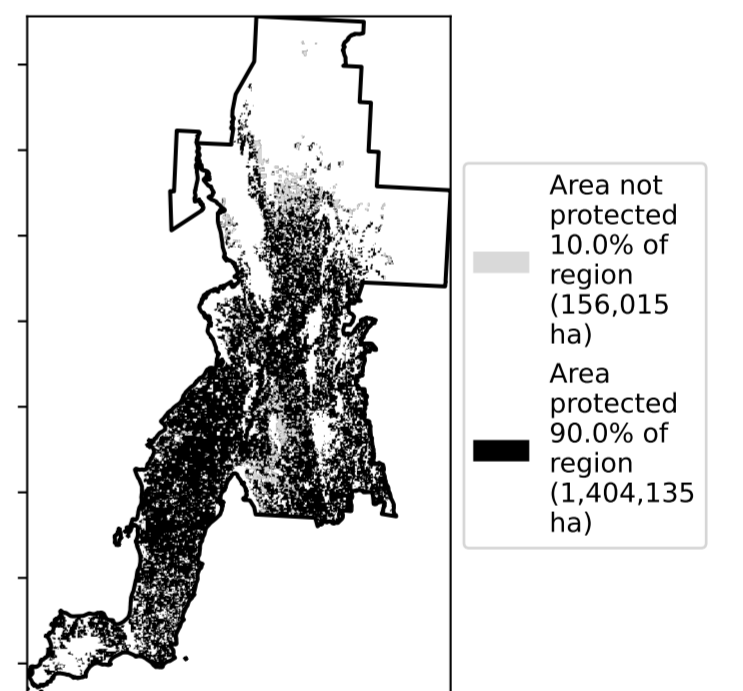 Area not
protected
10.0% of
region
(156,015
ha)
Area
protected
90.0% of
region
(1,404,135
ha)